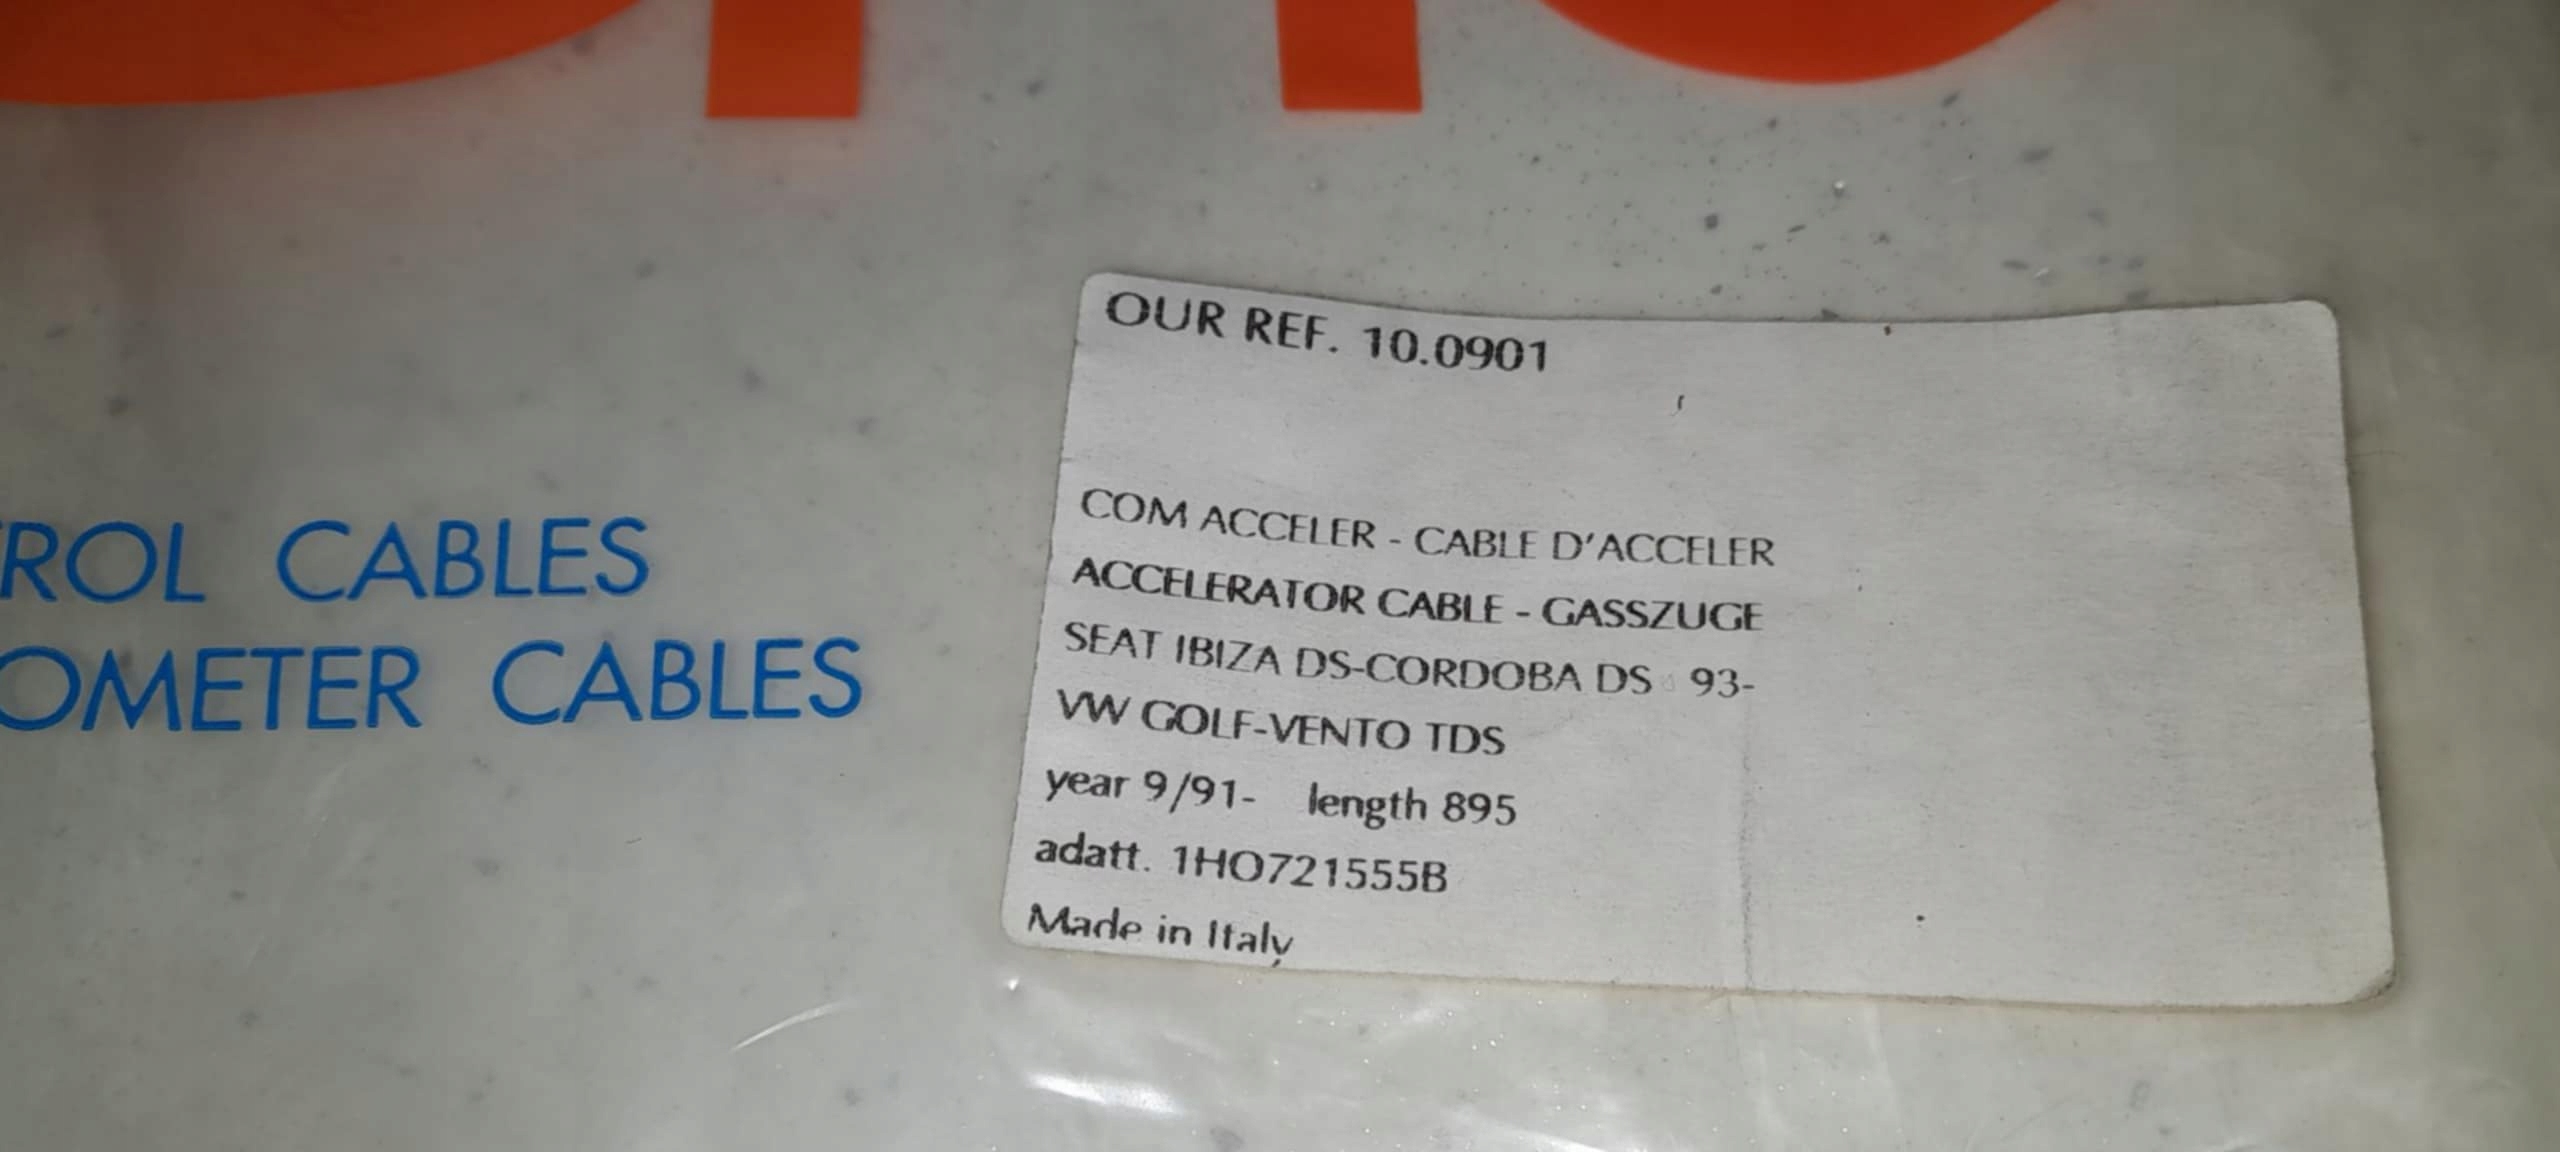 ROL CABLES
OMETER CABLES
OUR REF. 10.0901
COM ACCELER - CABLE D'ACCELER
ACCELERATOR CABLE - GASSZUGE
SEAT IBIZA DS-CORDOBA DS 93-
VW GOLF-VENTO TDS
year 9/91- length 895
adatt. 1HO721555B
Made in Italy